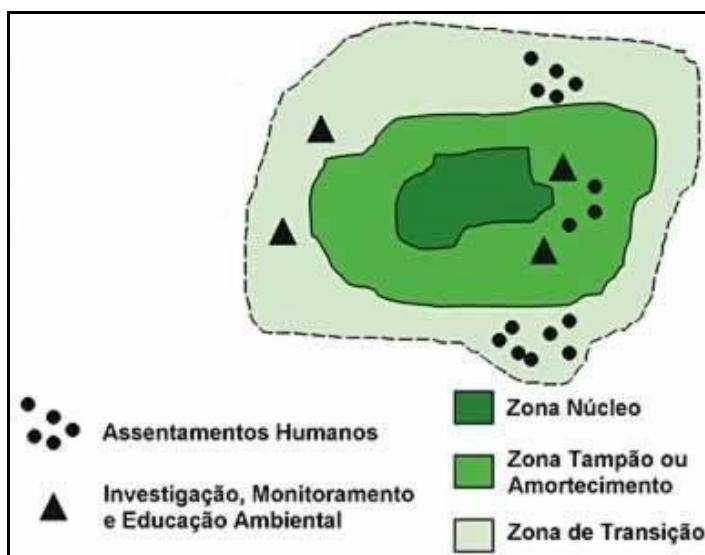 Assentamentos Humanos
Investigação, Monitoramento
e Educação Ambiental
Zona Núcleo
Zona Tampão ou
Amortecimento
Zona de Transição